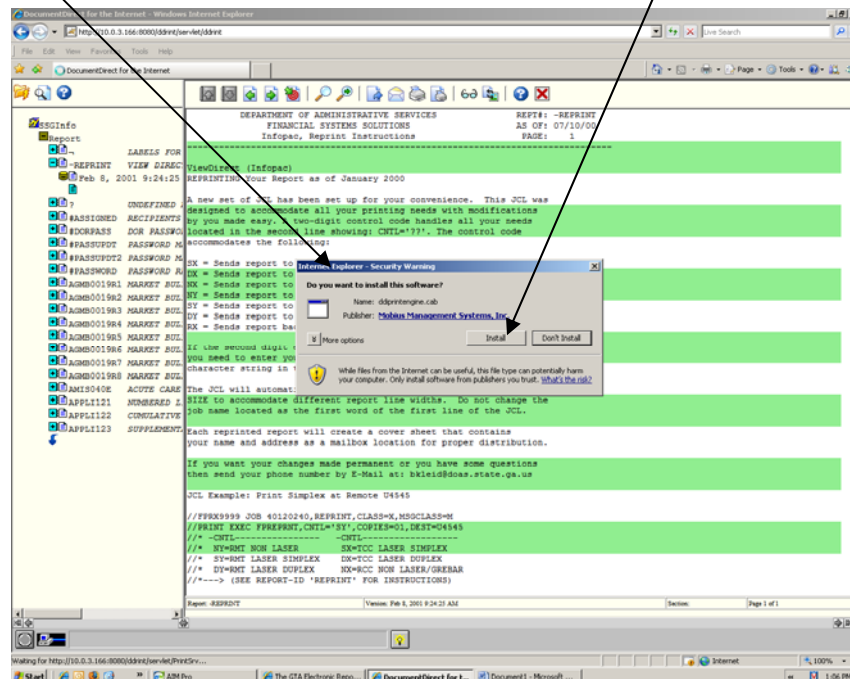 DocumentDirect for the Internet - Windows Internet Explorer
http://10.0.3.166:8080/ddrint/servlet/ddrint
Live Search
File Edit View Favorites Tools Help
DocumentDirect for the Internet
Page Tools
SSGInfo
Report
-, LABELS FOR
-REPRINT VIEW DIREC
Feb 8, 2001 9:24:25
? UNDEFINED
#ASSIGNED RECIPIENTS
#DORPASS DOR PASSWO
#PASSUPDT PASSWORD M
#PASSUPDT2 PASSWORD M
#PASSWORD PASSWORD R
AGMB0019R1 MARKET BUL
AGMB0019R2 MARKET BUL
AGMB0019R3 MARKET BUL
AGMB0019R4 MARKET BUL
AGMB0019R5 MARKET BUL
AGMB0019R6 MARKET BUL
AGMB0019R7 MARKET BUL
AGMB0019R8 MARKET BUL
AMIS040E ACUTE CARE
APPLI121 NUMBERED L
APPLI122 CUMULATIVE
APPLI123 SUPPLEMENT
DEPARTMENT OF ADMINISTRATIVE SERVICES REPT#: -REPRINT
FINANCIAL SYSTEMS SOLUTIONS AS OF: 07/10/00
Infopac, Reprint Instructions PAGE: 1
ViewDirect (Infopac)
REPRINTING Your Report as of January 2000
A new set of JCL has been set up for your convenience. This JCL was
designed to accommodate all your printing needs with modifications
by you made easy. A two-digit control code handles all your needs
located in the second line showing: CNTL='??'. The control code
accommodates the following:
SX = Sends report to
DX = Sends report to
NX = Sends report to
NY = Sends report to
SY = Sends report to
DY = Sends report to
RX = Sends report bac
If the second digit
you need to enter you
character string in
The JCL will automat
SIZE to accommodate different report line widths. Do not change the
job name located as the first word of the first line of the JCL.
Each reprinted report will create a cover sheet that contains
your name and address as a mailbox location for proper distribution.
If you want your changes made permanent or you have some questions
then send your phone number by E-Mail at: bkleid@doas.state.ga.us
JCL Example: Print Simplex at Remote U4545
//FPRX9999 JOB 40120240,REPRINT,CLASS=X,MSGCLASS=M
//PRINT EXEC FPREPRNT,CNTL='SY',COPIES=01,DEST=U4545
//* -CNTL---------------- -CNTL-------------------
//* NY=RMT NON LASER SX=TCC LASER SIMPLEX
//* SY=RMT LASER SIMPLEX DX=TCC LASER DUPLEX
//* DY=RMT LASER DUPLEX NX=RCC NON LASER/GREBAR
//*---> (SEE REPORT-ID 'REPRINT' FOR INSTRUCTIONS)
Internet Explorer - Security Warning
Do you want to install this software?
Name: ddprintengine.cab
Publisher: Mobius Management Systems, Inc.
More options
Install
Don't Install
While files from the Internet can be useful, this file type can potentially harm
your computer. Only install software from publishers you trust. What's the risk?
Report: -REPRINT Version: Feb 8, 2001 9:24:25 AM Section: Page 1 of 1
Waiting for http://10.0.3.166:8080/ddrint/servlet/PrintSrv... Internet 100%
Start AIM Pro The GTA Electronic Repo... DocumentDirect for t... Document1 - Microsoft ... 1:06 PM